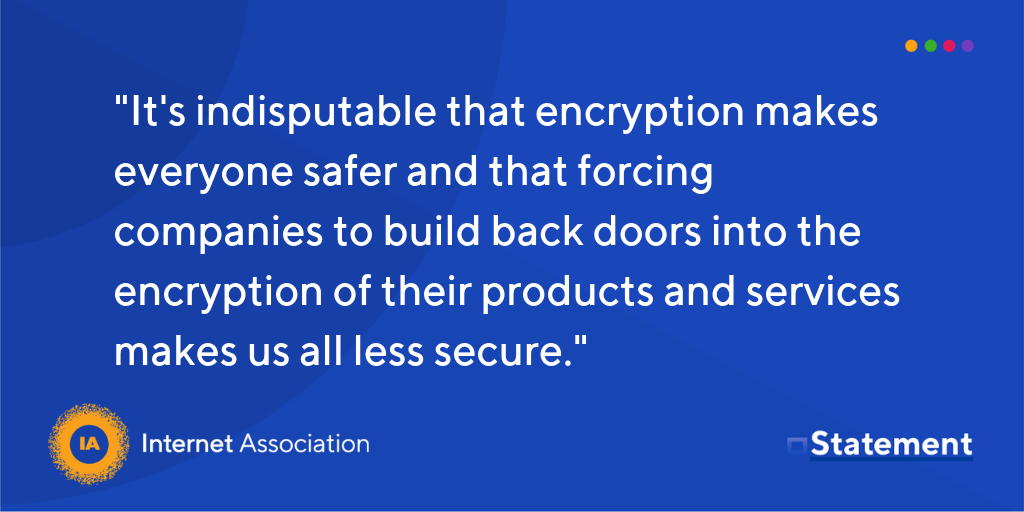 "It's indisputable that encryption makes
everyone safer and that forcing
companies to build back doors into the
encryption of their products and services
makes us all less secure."
IA
Internet Association
Statement